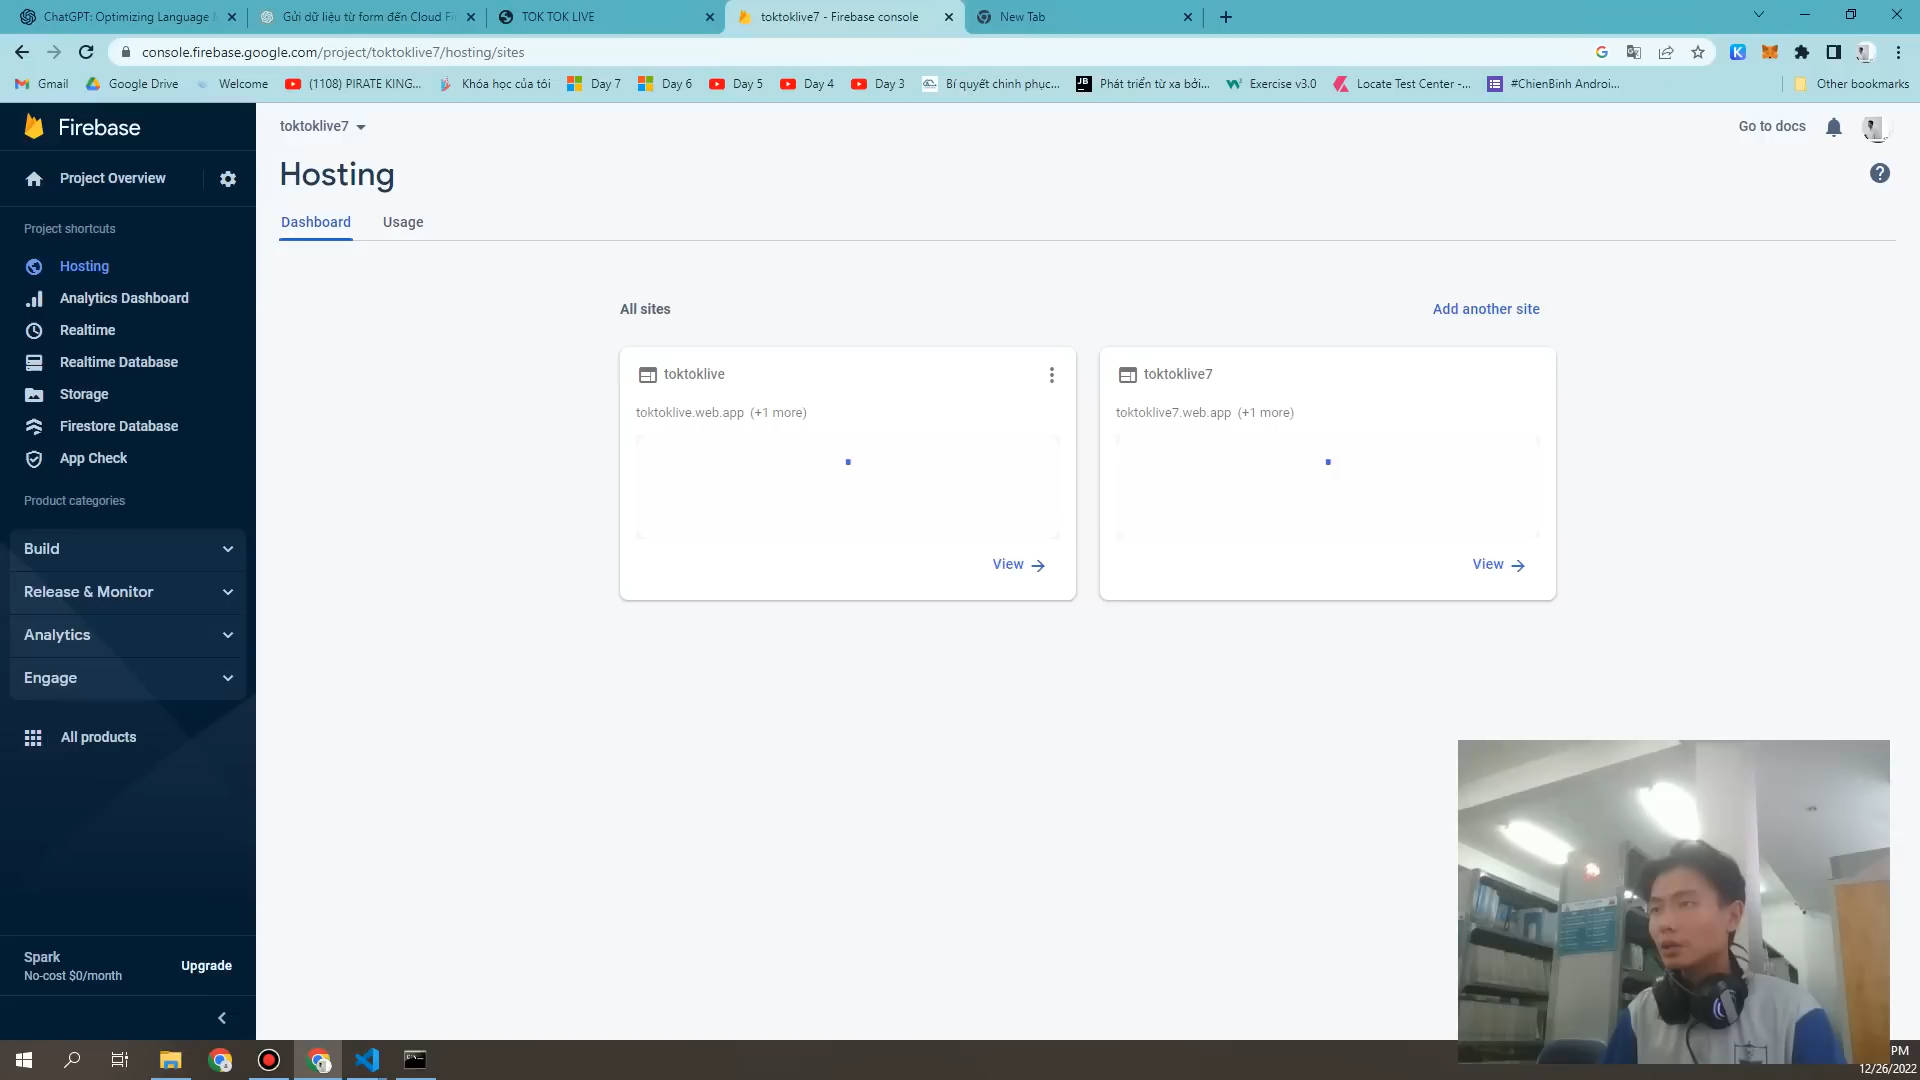 ChatGPT: Optimizing Language
Gửi dữ liệu từ form đến Cloud Fi
TOK TOK LIVE
toktoklive7 - Firebase console
New Tab
console.firebase.google.com/project/toktoklive7/hosting/sites
Gmail
Google Drive
Welcome
(1108) PIRATE KING...
Khóa học của tôi
Day 7
Day 6
Day 5
Day 4
Day 3
Bí quyết chinh phục...
Phát triển từ xa bởi...
Exercise v3.0
Locate Test Center -...
#ChienBinh Androi...
Other bookmarks
Firebase
toktoklive7
Go to docs
Project Overview
Hosting
Dashboard
Usage
Project shortcuts
Hosting
Analytics Dashboard
Realtime
Realtime Database
Storage
Firestore Database
App Check
Product categories
Build
Release & Monitor
Analytics
Engage
All products
Spark
No-cost $0/month
Upgrade
All sites
Add another site
toktoklive
toktoklive.web.app (+1 more)
View
toktoklive7
toktoklive7.web.app (+1 more)
View
PM
12/26/2022